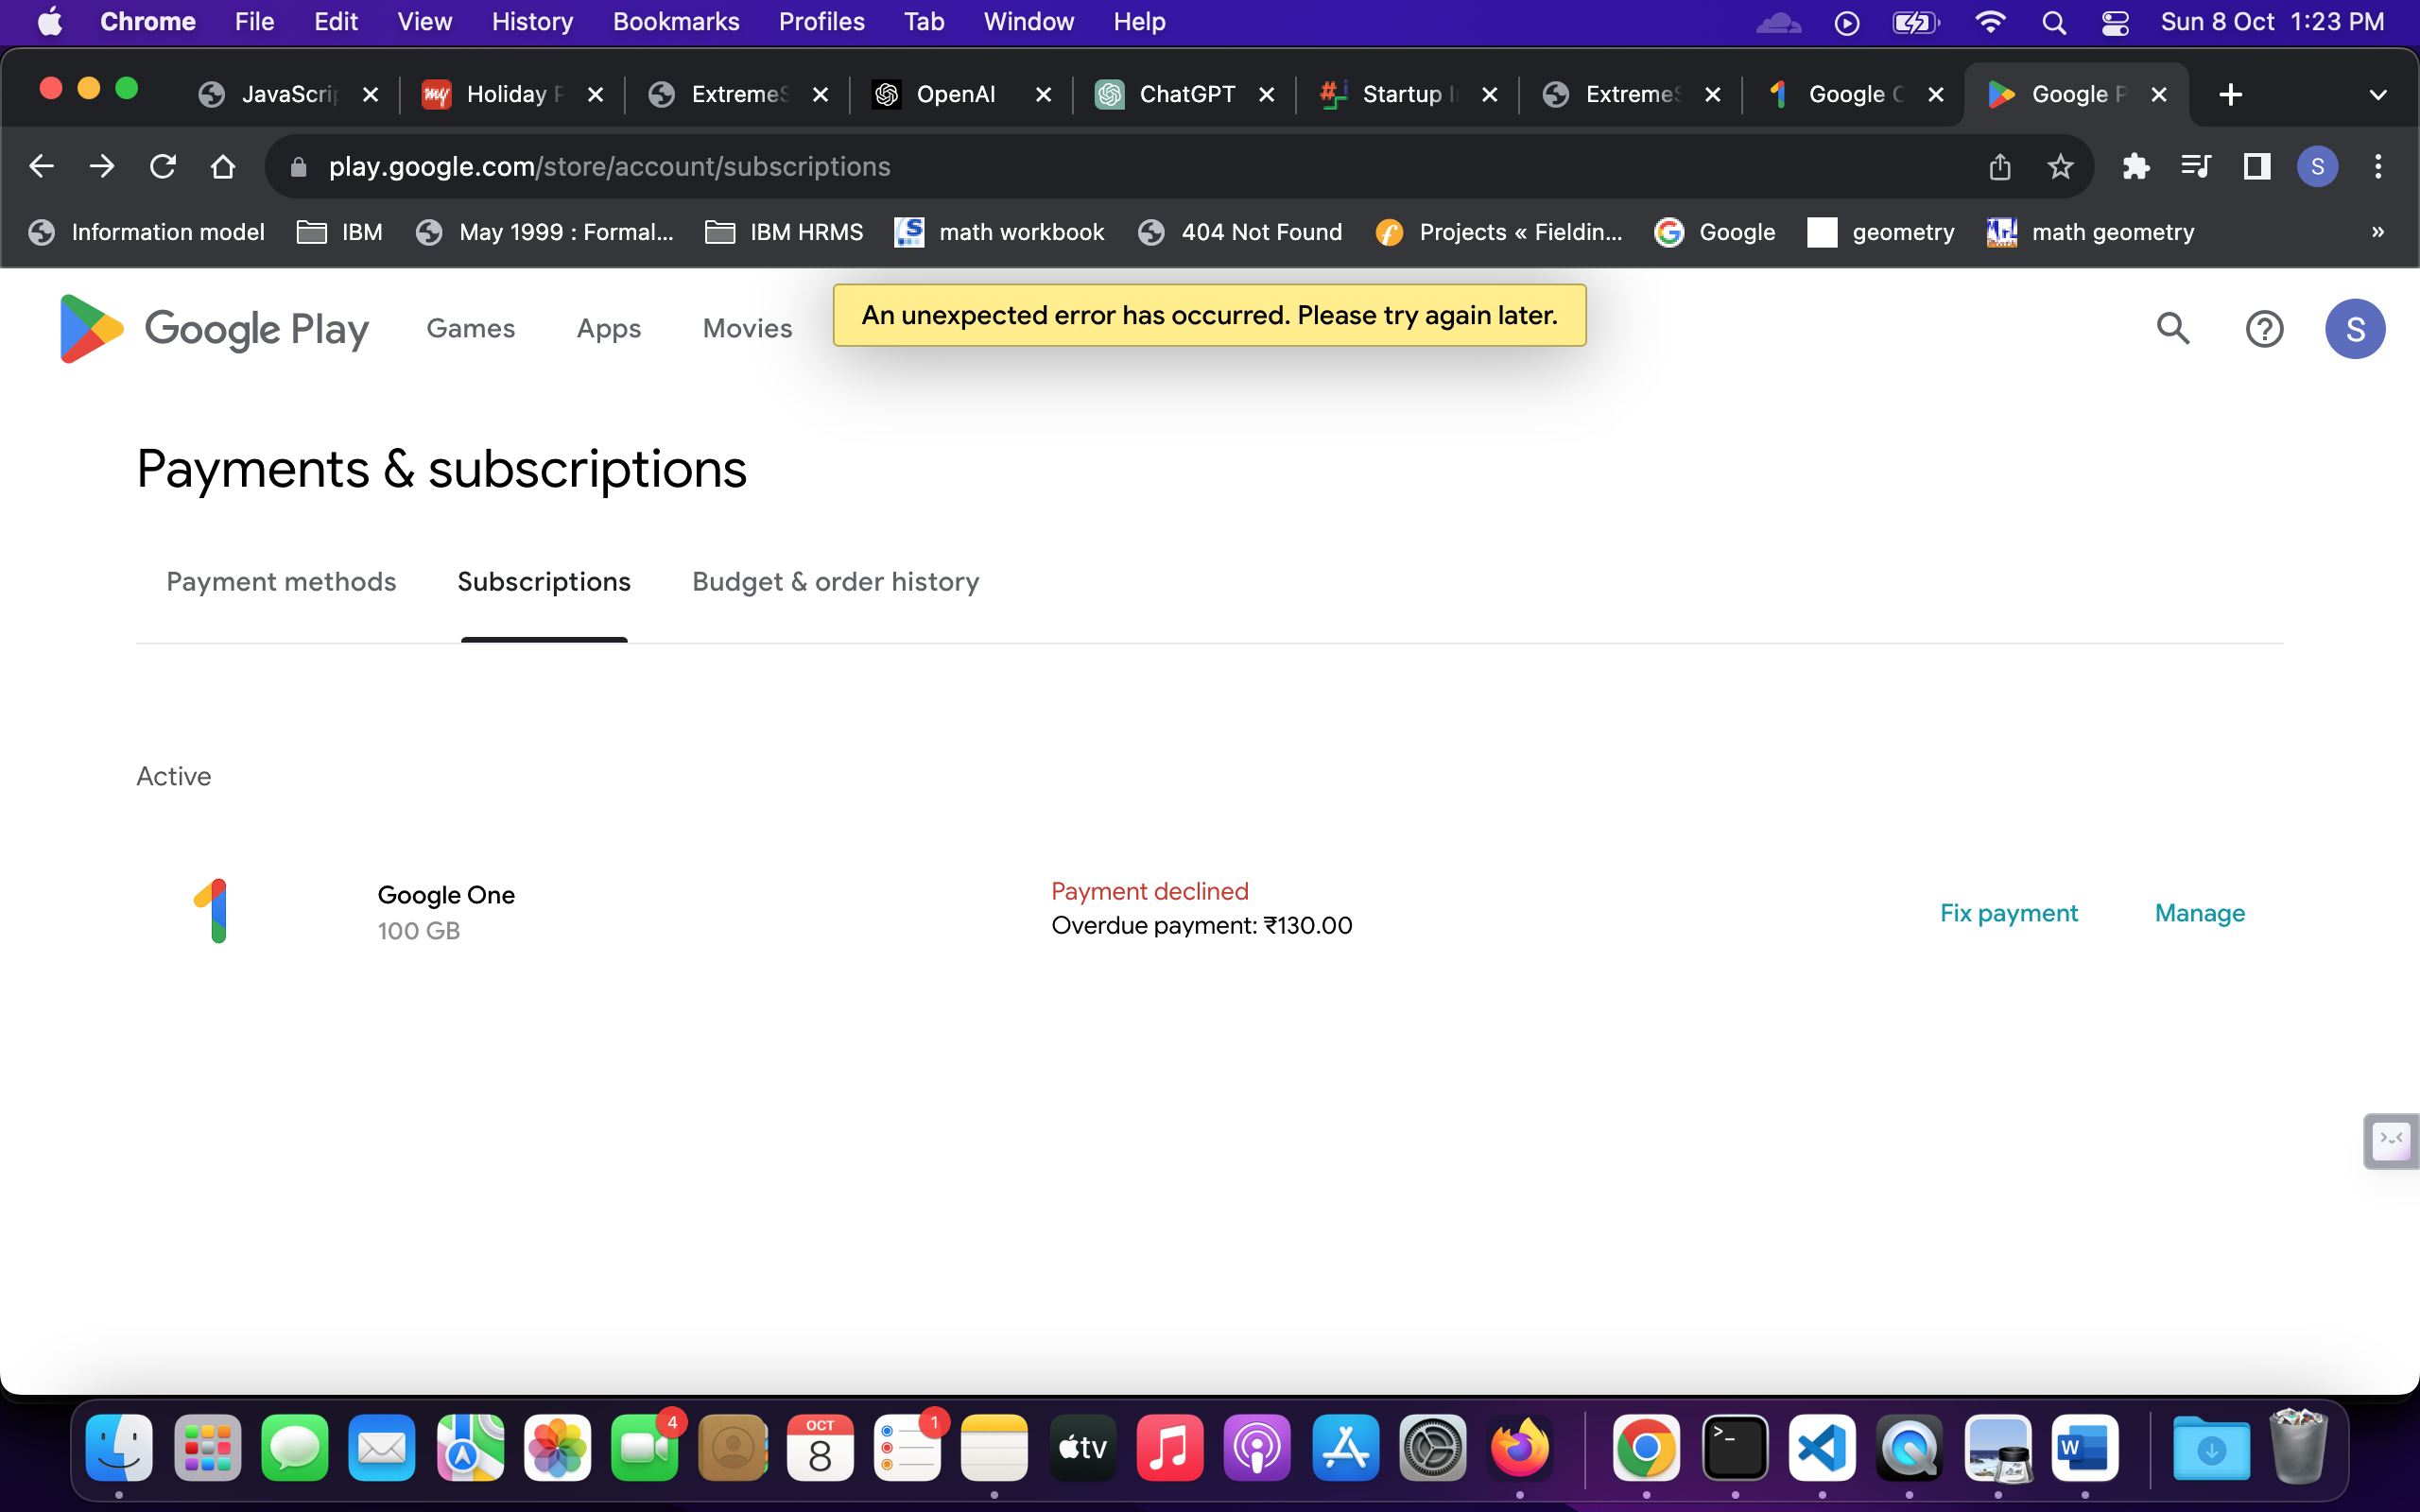 Chrome File Edit View History Bookmarks Profiles Tab Window Help Sun 8 Oct 1:23 PM
JavaScrip Holiday P ExtremeS OpenAI ChatGPT Startup I ExtremeS Google O Google P
play.google.com/store/account/subscriptions S
Information model IBM May 1999 : Formal... IBM HRMS math workbook 404 Not Found Projects « Fieldin... Google geometry math geometry »
An unexpected error has occurred. Please try again later.
Google Play Games Apps Movies S
Payments & subscriptions
Payment methods Subscriptions Budget & order history
Active
Google One
100 GB
Payment declined
Overdue payment: ₹130.00
Fix payment Manage
4 OCT 8 1 tv >_ W